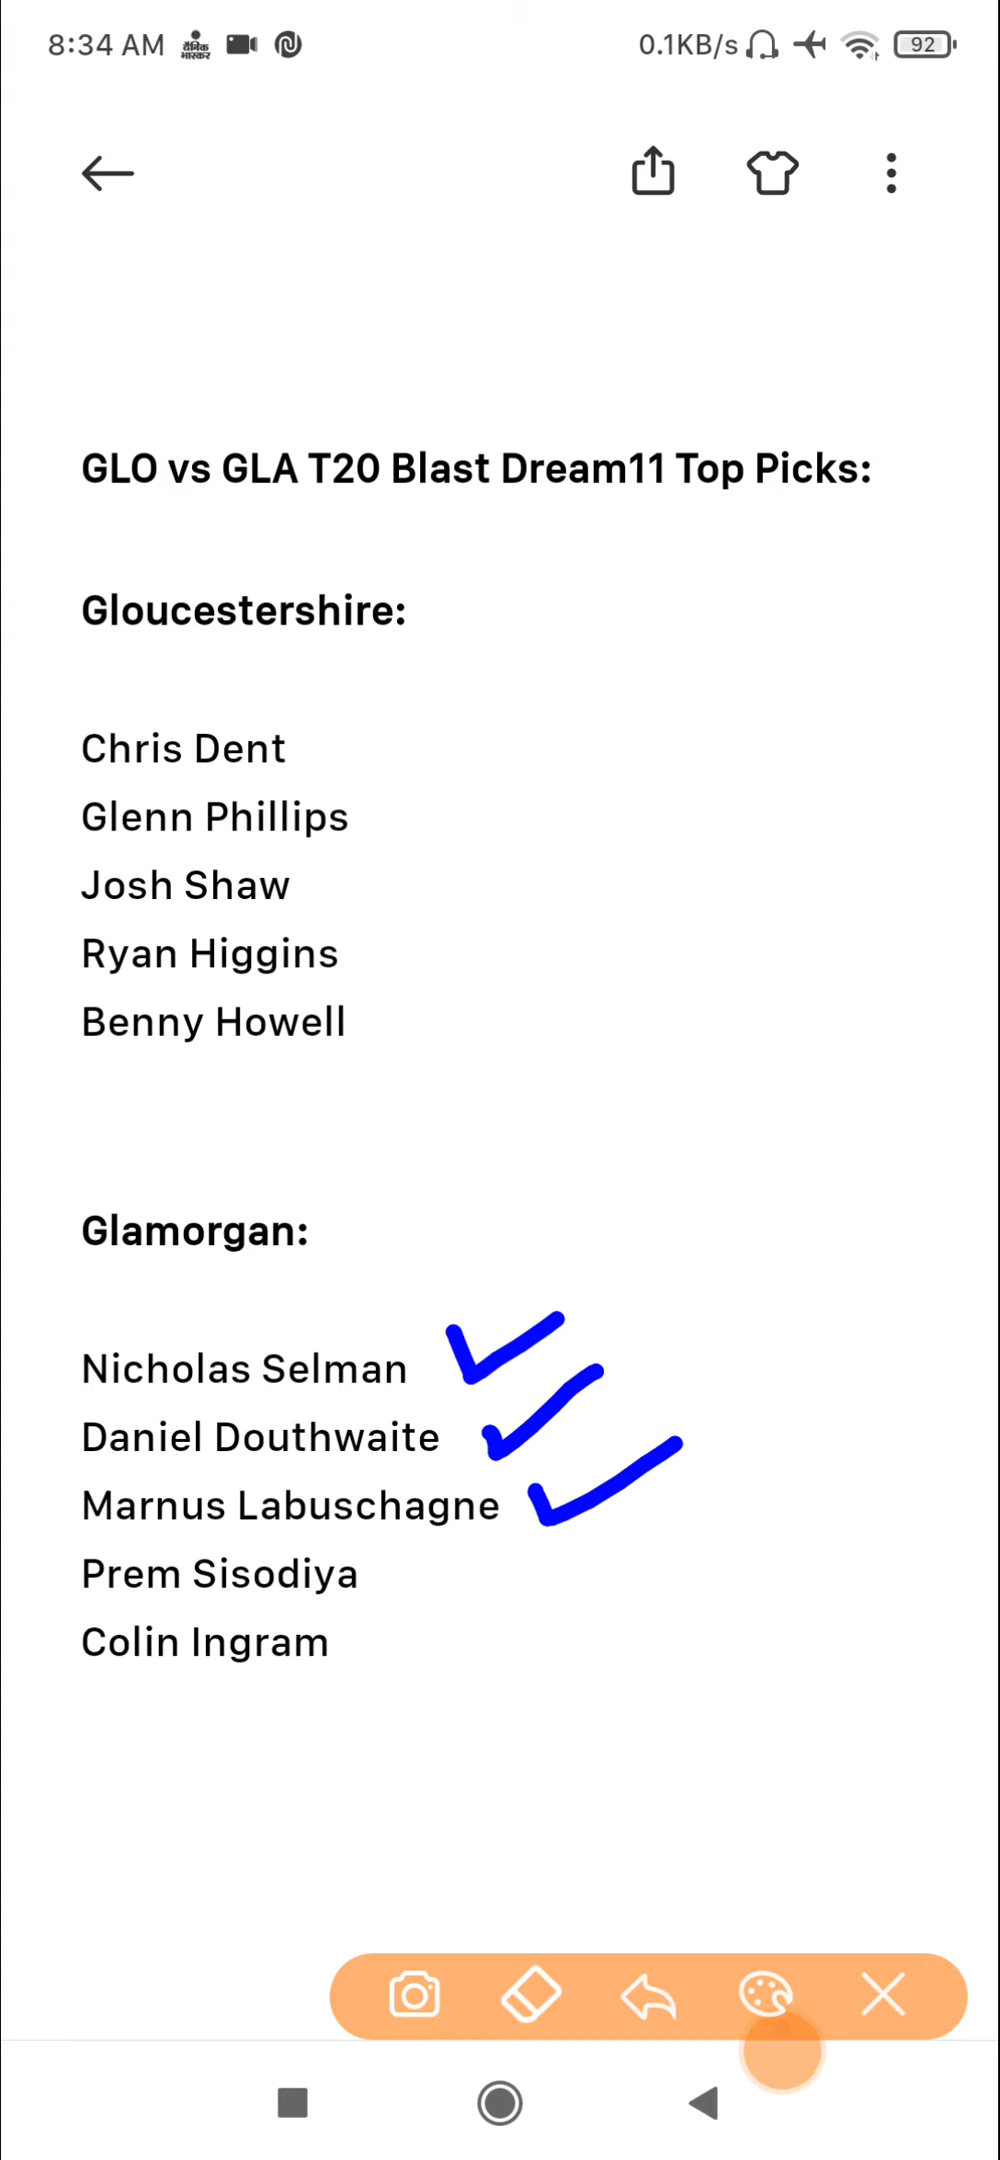 8:34 AM दैनिक भास्कर 0.1KB/s 92
GLO vs GLA T20 Blast Dream11 Top Picks:
Gloucestershire:
Chris Dent
Glenn Phillips
Josh Shaw
Ryan Higgins
Benny Howell
Glamorgan:
Nicholas Selman
Daniel Douthwaite
Marnus Labuschagne
Prem Sisodiya
Colin Ingram